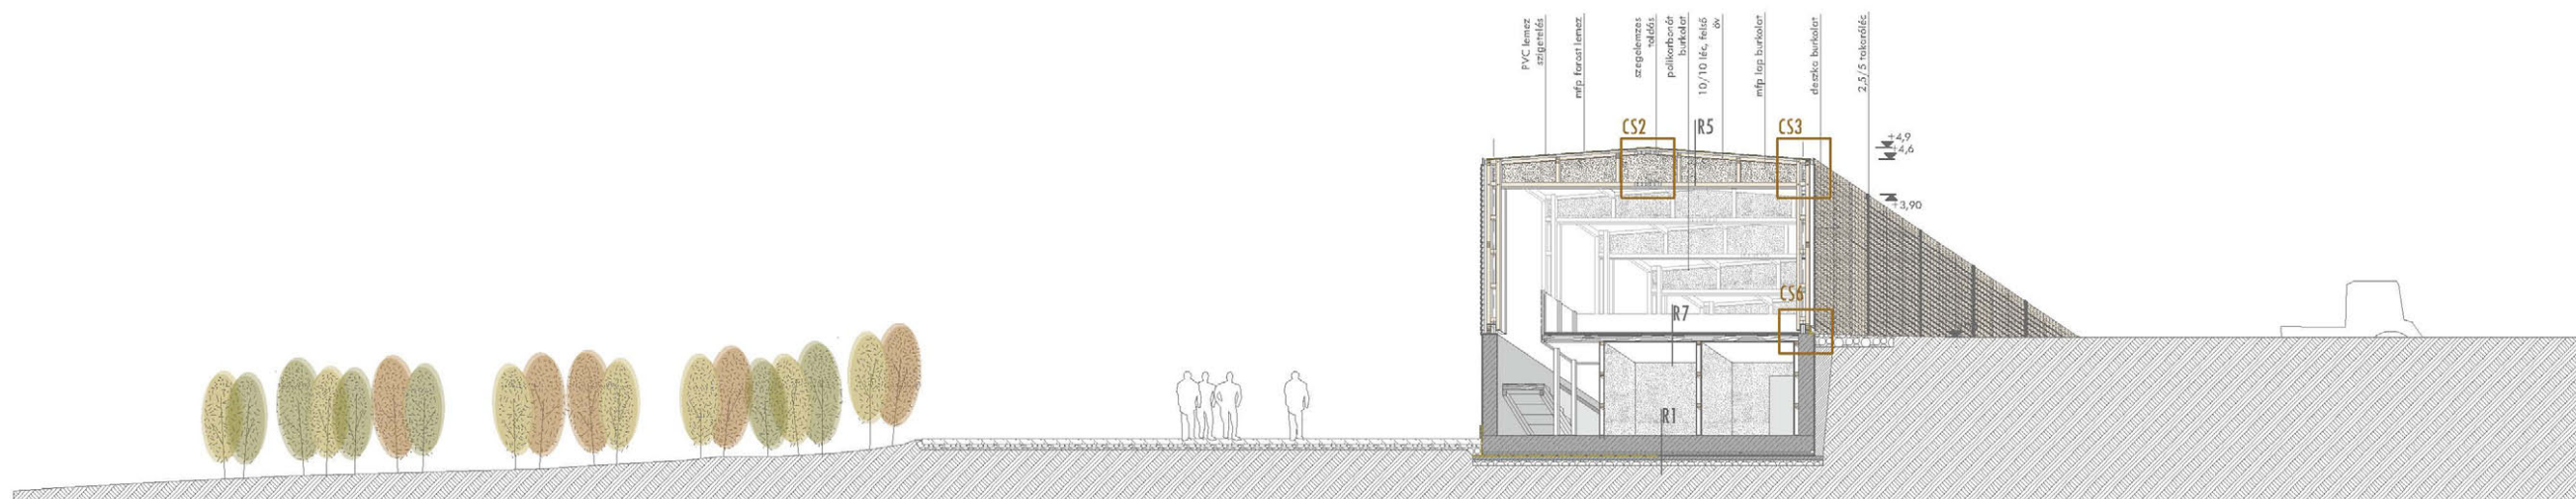 PVC lemez
szigetelés
mfp forast lemez
szegelemzes
toldás
polikarbonát
burkolat
10/10 léc, felső
öv
mfp lap burkolat
deszka burkolat
2,5/5 takaróléc
CS2
R5
CS3
+4,9
+4,6
+3,90
CS6
R7
R1